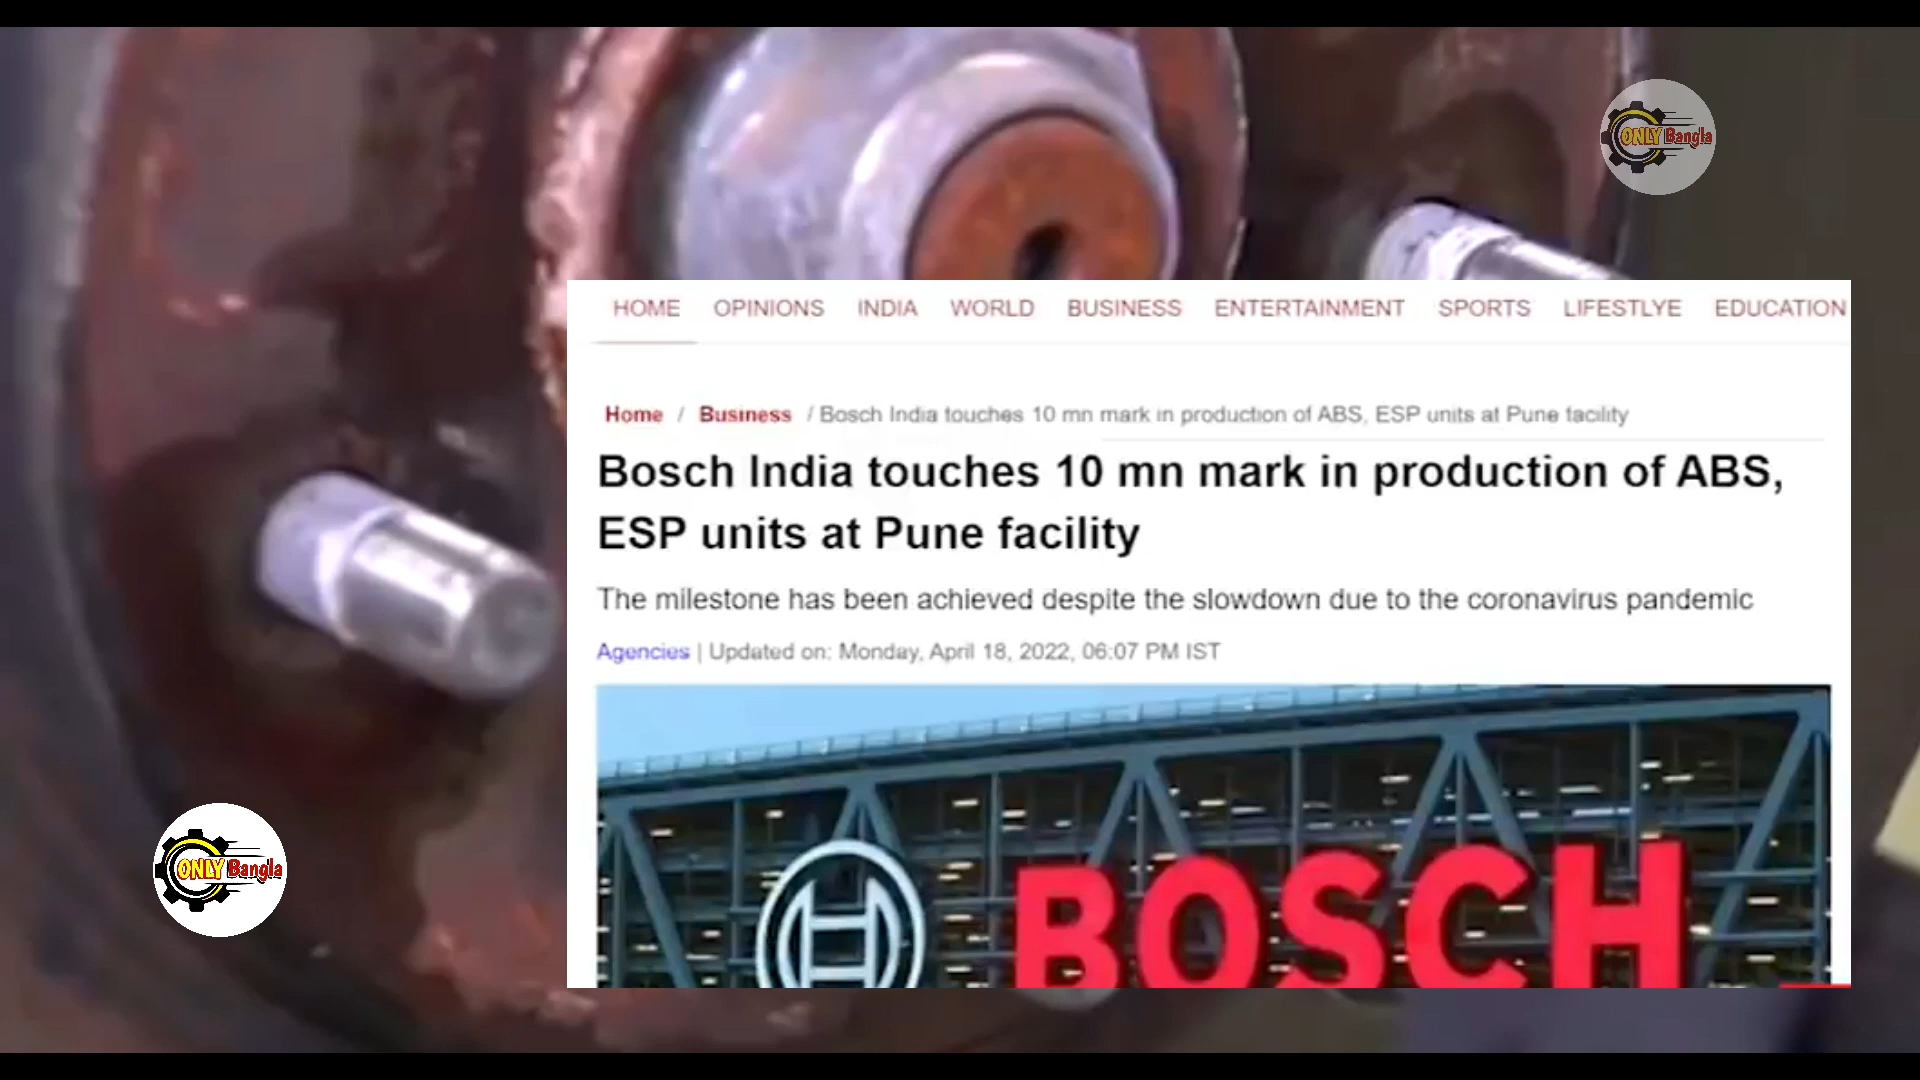 ONLY Bangla
HOME OPINIONS INDIA WORLD BUSINESS ENTERTAINMENT SPORTS LIFESTLYE EDUCATION
Home / Business / Bosch India touches 10 mn mark in production of ABS, ESP units at Pune facility
Bosch India touches 10 mn mark in production of ABS,
ESP units at Pune facility
The milestone has been achieved despite the slowdown due to the coronavirus pandemic
Agencies | Updated on: Monday, April 18, 2022, 06:07 PM IST
BOSCH
ONLY Bangla